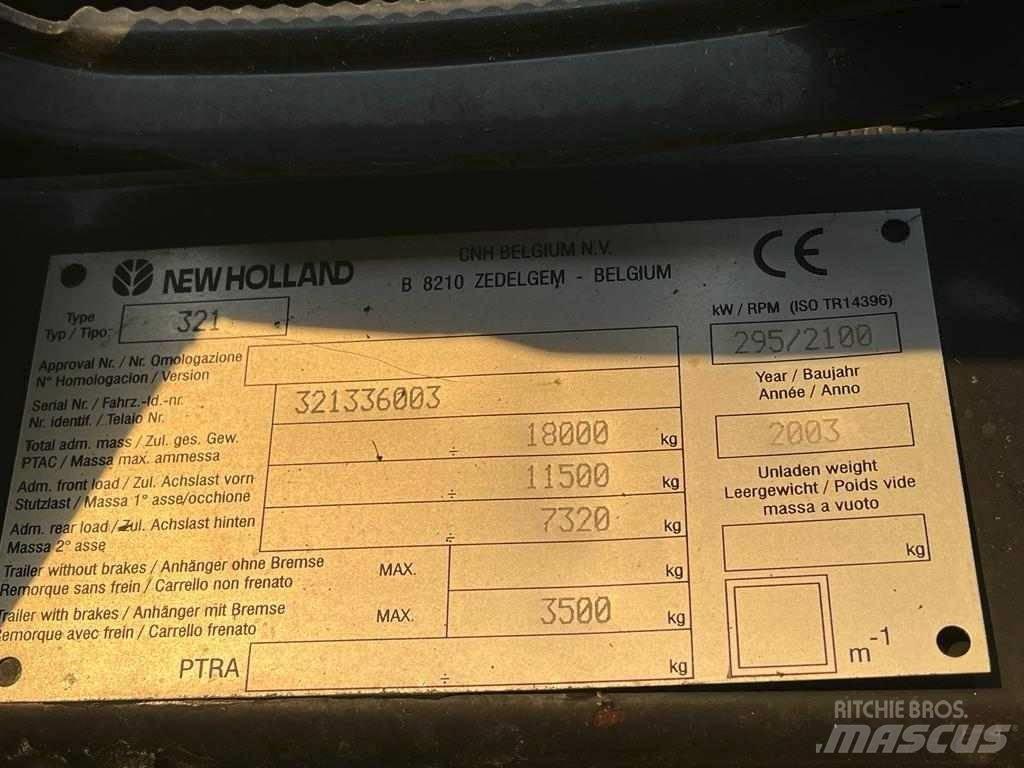 NEW HOLLAND
CNH BELGIUM N.V.
B 8210 ZEDELGEM - BELGIUM
CE
Type
Typ / Tipo
321
kW / RPM (ISO TR14396)
295/2100
Approval Nr. / Nr. Omologazione
N° Homologacion / Version
Year / Baujahr
Année / Anno
2003
Serial Nr. / Fahrz.-Id.-nr.
Nr. identif. / Telaio Nr.
321336003
Total adm. mass / Zul. ges. Gew.
PTAC / Massa max. ammessa
÷ 18000 kg
Unladen weight
Leergewicht / Poids vide
massa a vuoto
kg
Adm. front load / Zul. Achslast vorn
Stutzlast / Massa 1° asse/occhione
÷ 11500 kg
Adm. rear load / Zul. Achslast hinten
Massa 2° asse
÷ 7320 kg
Trailer without brakes / Anhänger ohne Bremse
Remorque sans frein / Carrello non frenato
MAX. kg
Trailer with brakes / Anhänger mit Bremse
Remorque avec frein / Carrello frenato
MAX. 3500 kg
PTRA ÷ kg
m-1
RITCHIE BROS.
MASCUS